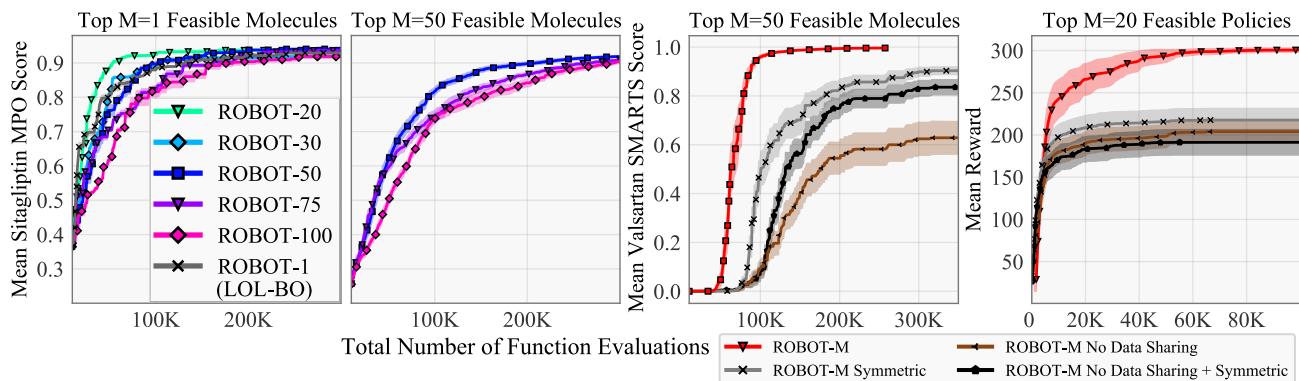 Top M=1 Feasible Molecules
Top M=50 Feasible Molecules
Top M=50 Feasible Molecules
Top M=20 Feasible Policies
Mean Sitagliptin MPO Score
0.9
0.8
0.7
0.6
0.5
0.4
0.3
ROBOT-20
ROBOT-30
ROBOT-50
ROBOT-75
ROBOT-100
ROBOT-1
(LOL-BO)
100K
200K
100K
200K
Mean Valsartan SMARTS Score
1.0
0.8
0.6
0.4
0.2
0.0
100K
200K
300K
Mean Reward
300
250
200
150
100
50
0
20K
40K
60K
80K
Total Number of Function Evaluations
ROBOT-M
ROBOT-M No Data Sharing
ROBOT-M Symmetric
ROBOT-M No Data Sharing + Symmetric